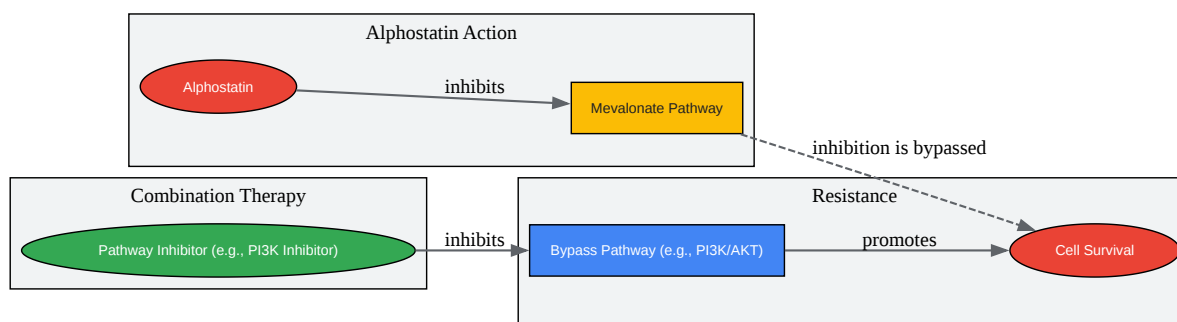 Alphostatin Action
Alphostatin
inhibits
Mevalonate Pathway
inhibition is bypassed
Combination Therapy
Pathway Inhibitor (e.g., PI3K Inhibitor)
inhibits
Resistance
Bypass Pathway (e.g., PI3K/AKT)
promotes
Cell Survival